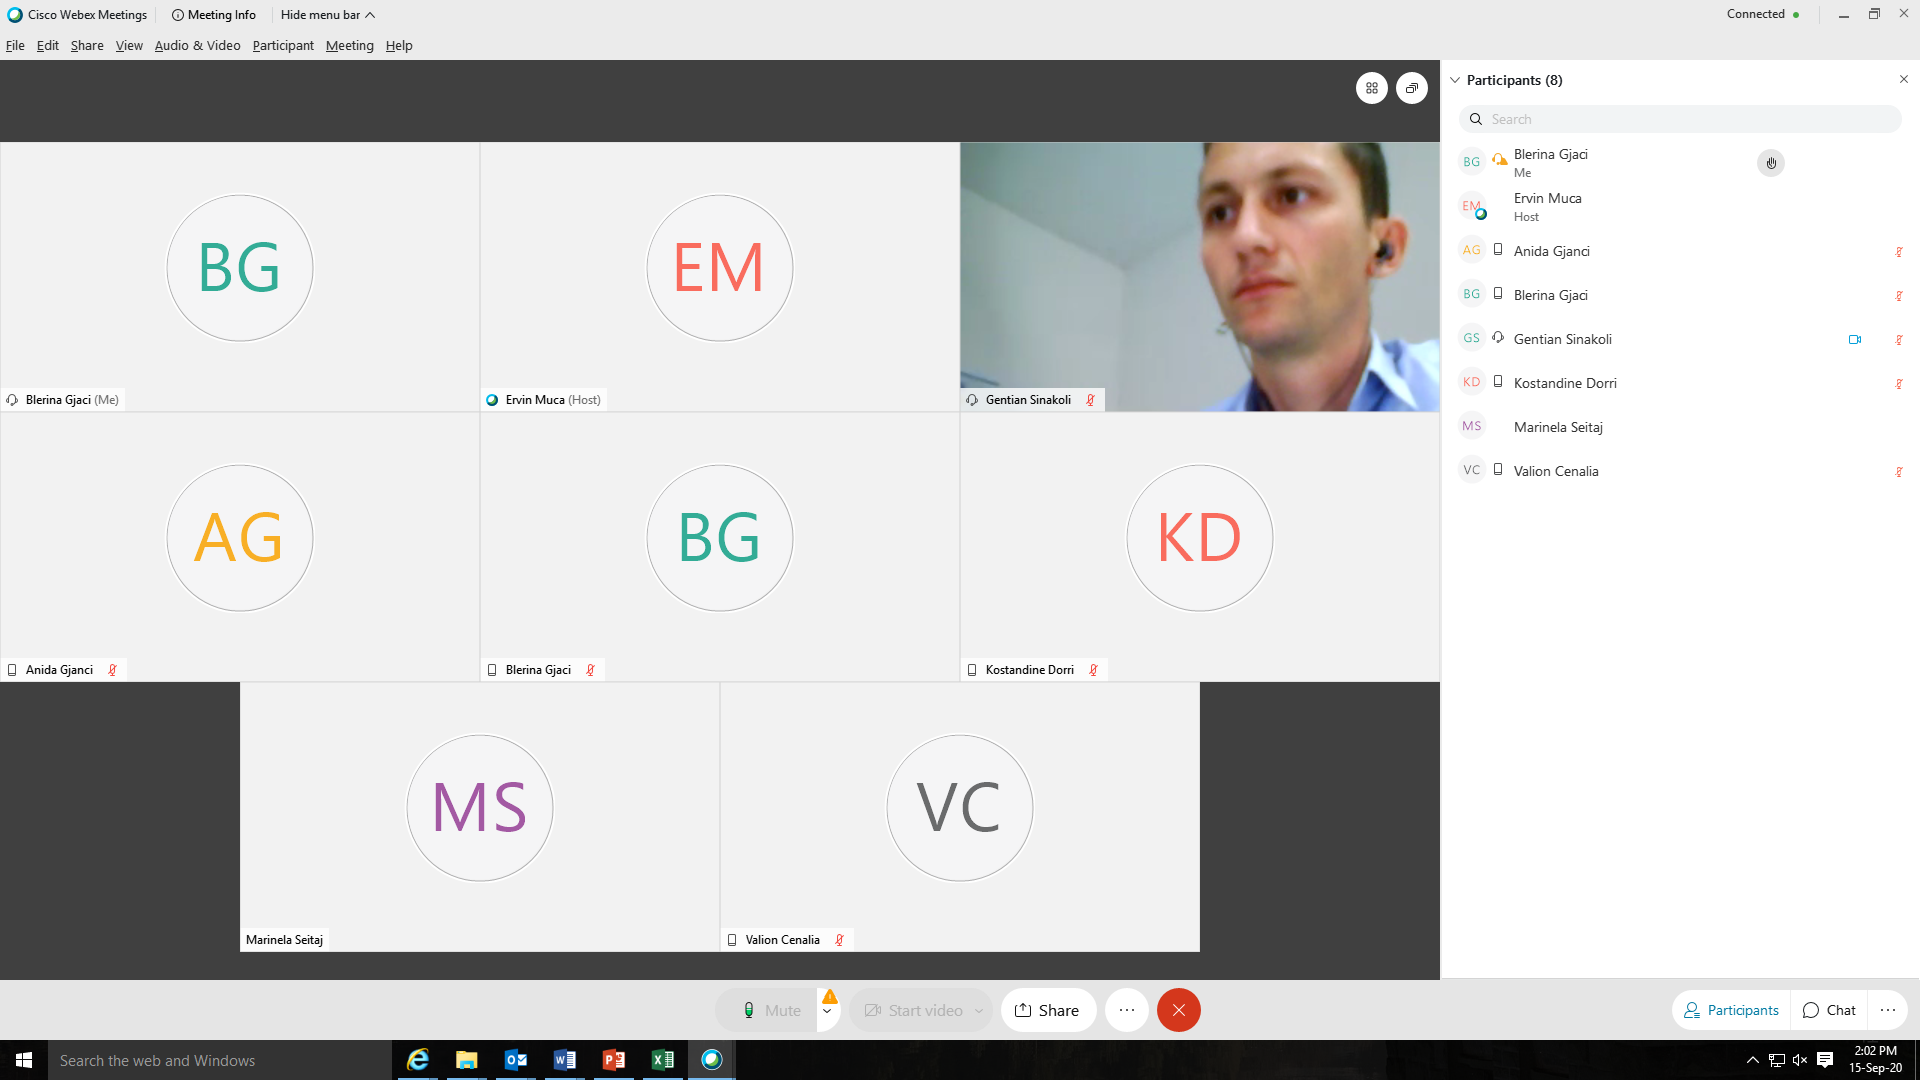 Cisco Webex Meetings
Meeting Info
Hide menu bar
Connected
File Edit Share View Audio & Video Participant Meeting Help
BG
Blerina Gjaci (Me)
EM
Ervin Muca (Host)
Gentian Sinakoli
AG
Anida Gjanci
BG
Blerina Gjaci
KD
Kostandine Dorri
MS
Marinela Seitaj
VC
Valion Cenalia
Participants (8)
Search
BG Blerina Gjaci
Me
EM Ervin Muca
Host
AG Anida Gjanci
BG Blerina Gjaci
GS Gentian Sinakoli
KD Kostandine Dorri
MS Marinela Seitaj
VC Valion Cenalia
Mute
Start video
Share
Participants
Chat
Search the web and Windows
2:02 PM
15-Sep-20